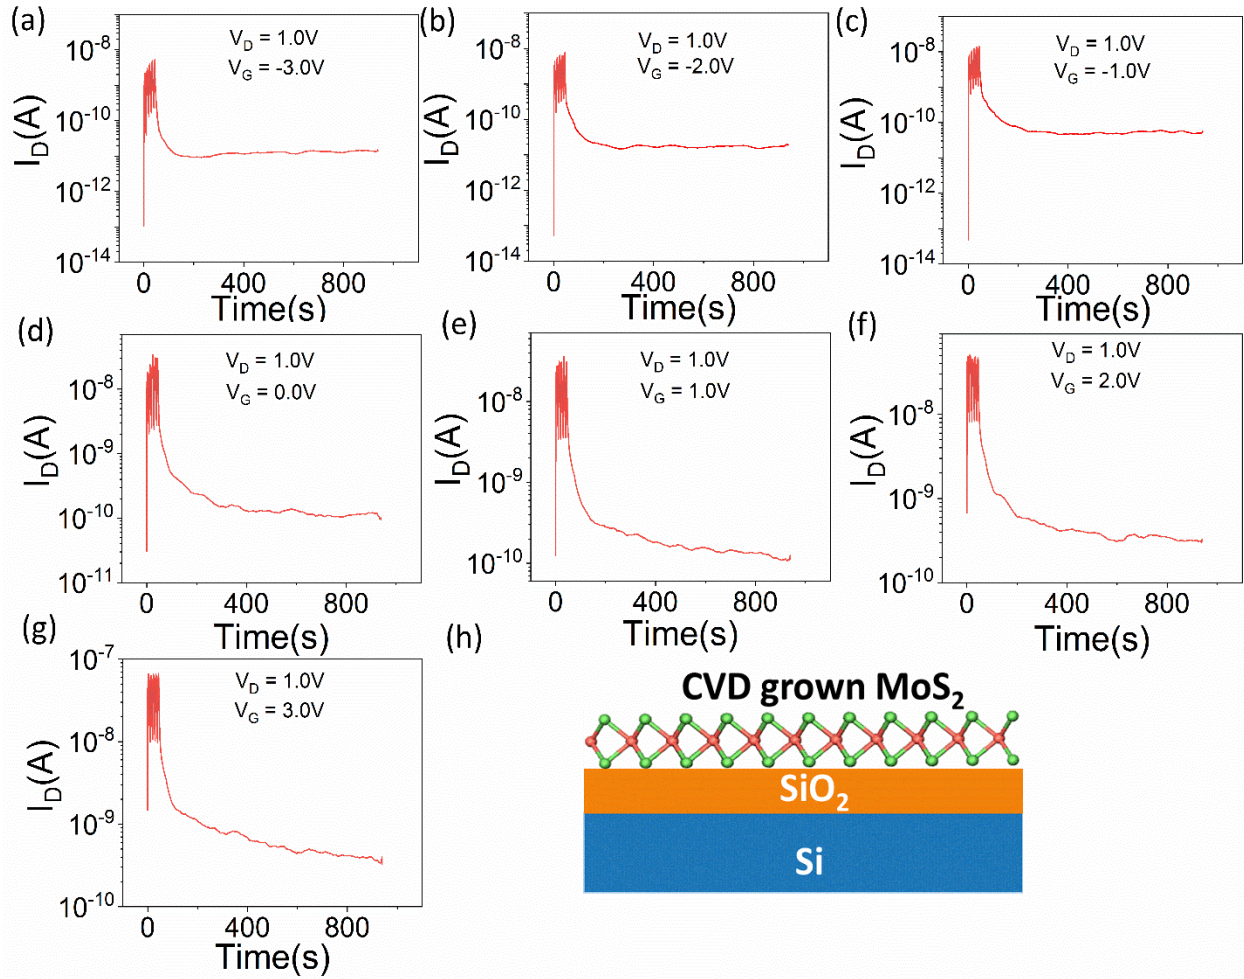 (a)
V_D = 1.0V
V_G = -3.0V
10⁻⁸
10⁻¹⁰
10⁻¹²
10⁻¹⁴
I_D(A)
0 400 800
Time(s)
(b)
V_D = 1.0V
V_G = -2.0V
10⁻⁸
10⁻¹⁰
10⁻¹²
10⁻¹⁴
I_D(A)
0 400 800
Time(s)
(c)
V_D = 1.0V
V_G = -1.0V
10⁻⁸
10⁻¹⁰
10⁻¹²
10⁻¹⁴
I_D(A)
0 400 800
Time(s)
(d)
V_D = 1.0V
V_G = 0.0V
10⁻⁸
10⁻⁹
10⁻¹⁰
10⁻¹¹
I_D(A)
0 400 800
Time(s)
(e)
V_D = 1.0V
V_G = 1.0V
10⁻⁸
10⁻⁹
10⁻¹⁰
I_D(A)
0 400 800
Time(s)
(f)
V_D = 1.0V
V_G = 2.0V
10⁻⁸
10⁻⁹
10⁻¹⁰
I_D(A)
0 400 800
Time(s)
(g)
V_D = 1.0V
V_G = 3.0V
10⁻⁷
10⁻⁸
10⁻⁹
10⁻¹⁰
I_D(A)
0 400 800
Time(s)
(h)
CVD grown MoS₂
SiO₂
Si